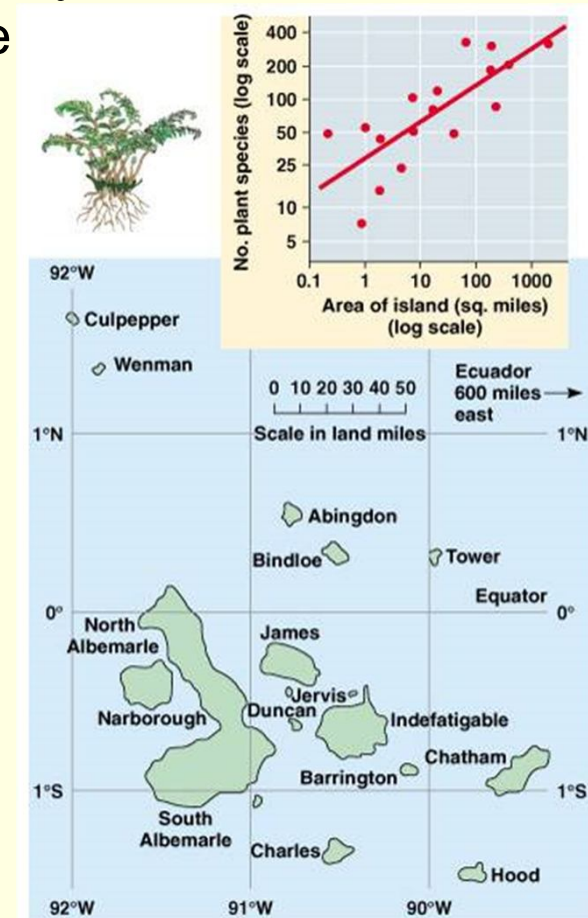 e
No. plant species (log scale)
400
200
100
50
25
10
5
0.1 1 10 100 1000
Area of island (sq. miles)
(log scale)
92°W
Culpepper
Wenman
0 10 20 30 40 50
Scale in land miles
Ecuador
600 miles
east
1°N 1°N
Abingdon
Bindloe
Tower
Equator
0° 0°
North
Albemarle
James
Jervis
Narborough
Duncan
Indefatigable
Chatham
Barrington
1°S 1°S
South
Albemarle
Charles
Hood
92°W 91°W 90°W